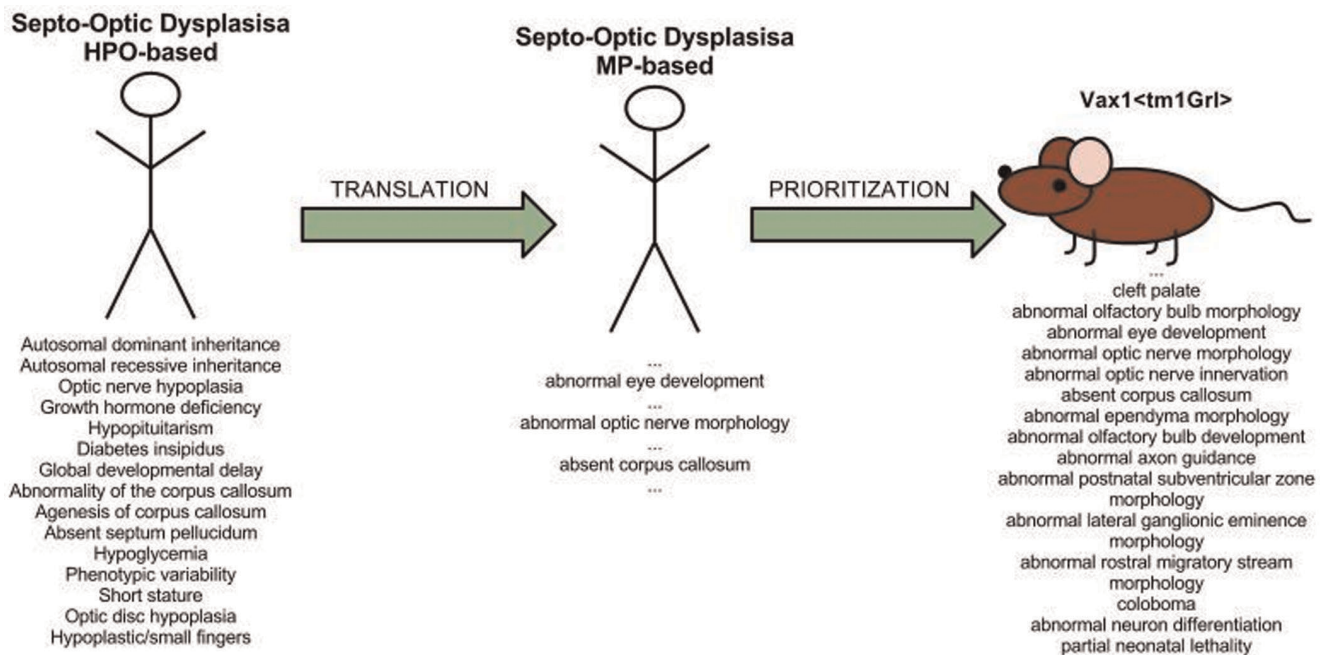 Septo-Optic Dysplasisa
HPO-based
Septo-Optic Dysplasisa
MP-based
Vax1<tm1Grl>
TRANSLATION
PRIORITIZATION
Autosomal dominant inheritance
Autosomal recessive inheritance
Optic nerve hypoplasia
Growth hormone deficiency
Hypopituitarism
Diabetes insipidus
Global developmental delay
Abnormality of the corpus callosum
Agenesis of corpus callosum
Absent septum pellucidum
Hypoglycemia
Phenotypic variability
Short stature
Optic disc hypoplasia
Hypoplastic/small fingers
...
abnormal eye development
...
abnormal optic nerve morphology
...
absent corpus callosum
...
...
cleft palate
abnormal olfactory bulb morphology
abnormal eye development
abnormal optic nerve morphology
abnormal optic nerve innervation
absent corpus callosum
abnormal ependyma morphology
abnormal olfactory bulb development
abnormal axon guidance
abnormal postnatal subventricular zone
morphology
abnormal lateral ganglionic eminence
morphology
abnormal rostral migratory stream
morphology
coloboma
abnormal neuron differentiation
partial neonatal lethality